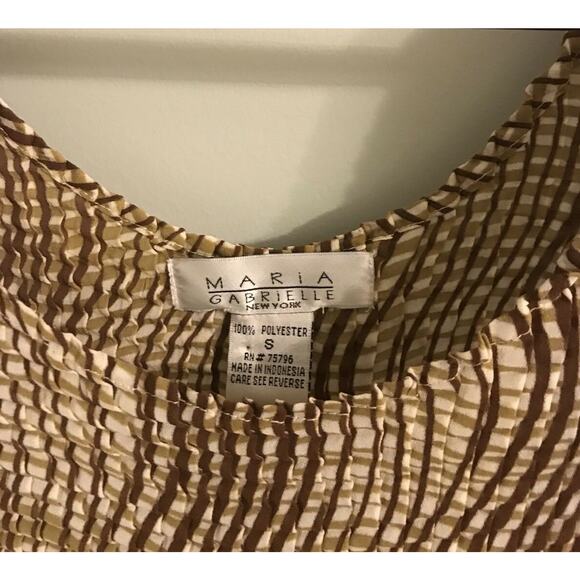 MARiA
GABRIELLE
NEW YORK
100% POLYESTER
S
RN# 75796
MADE IN INDONESIA
CARE SEE REVERSE